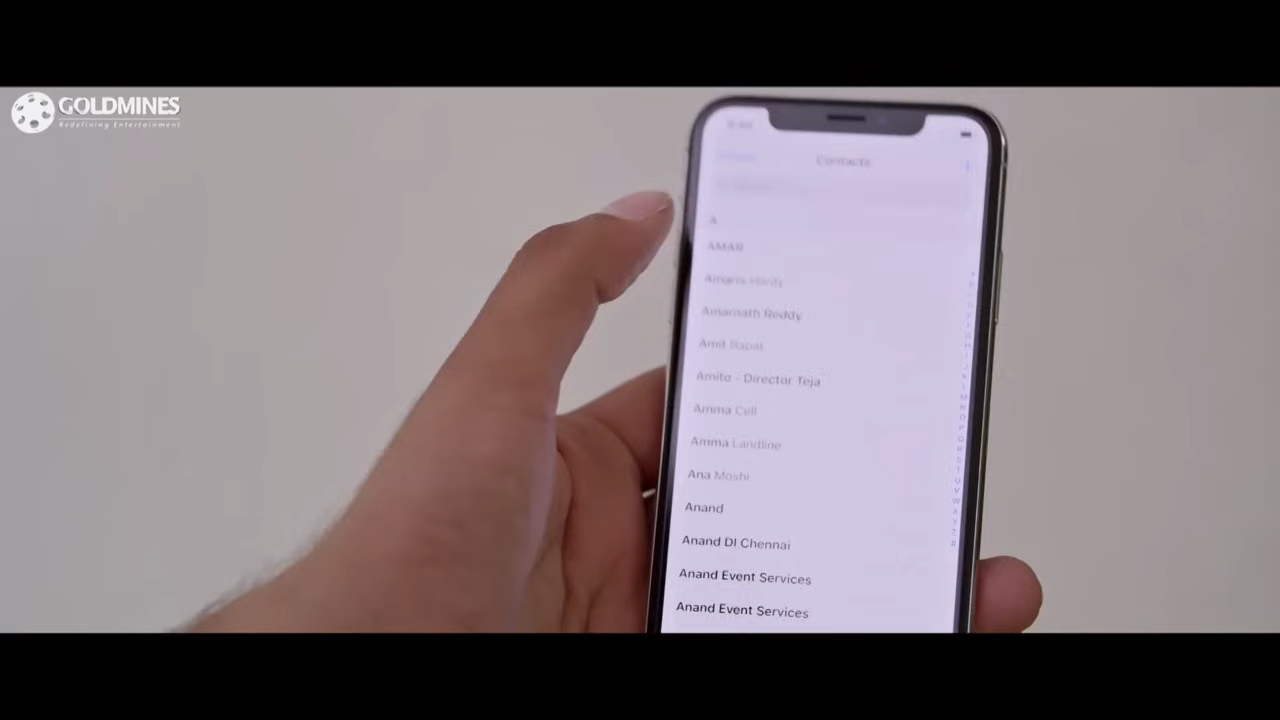 GOLDMINES
Redefining Entertainment
Contacts
A
AMAR
Amarnath Reddy
Amit Bapat
Amito - Director Teja
Amma Cell
Amma Landline
Ana Moshi
Anand
Anand DI Chennai
Anand Event Services
Anand Event Services